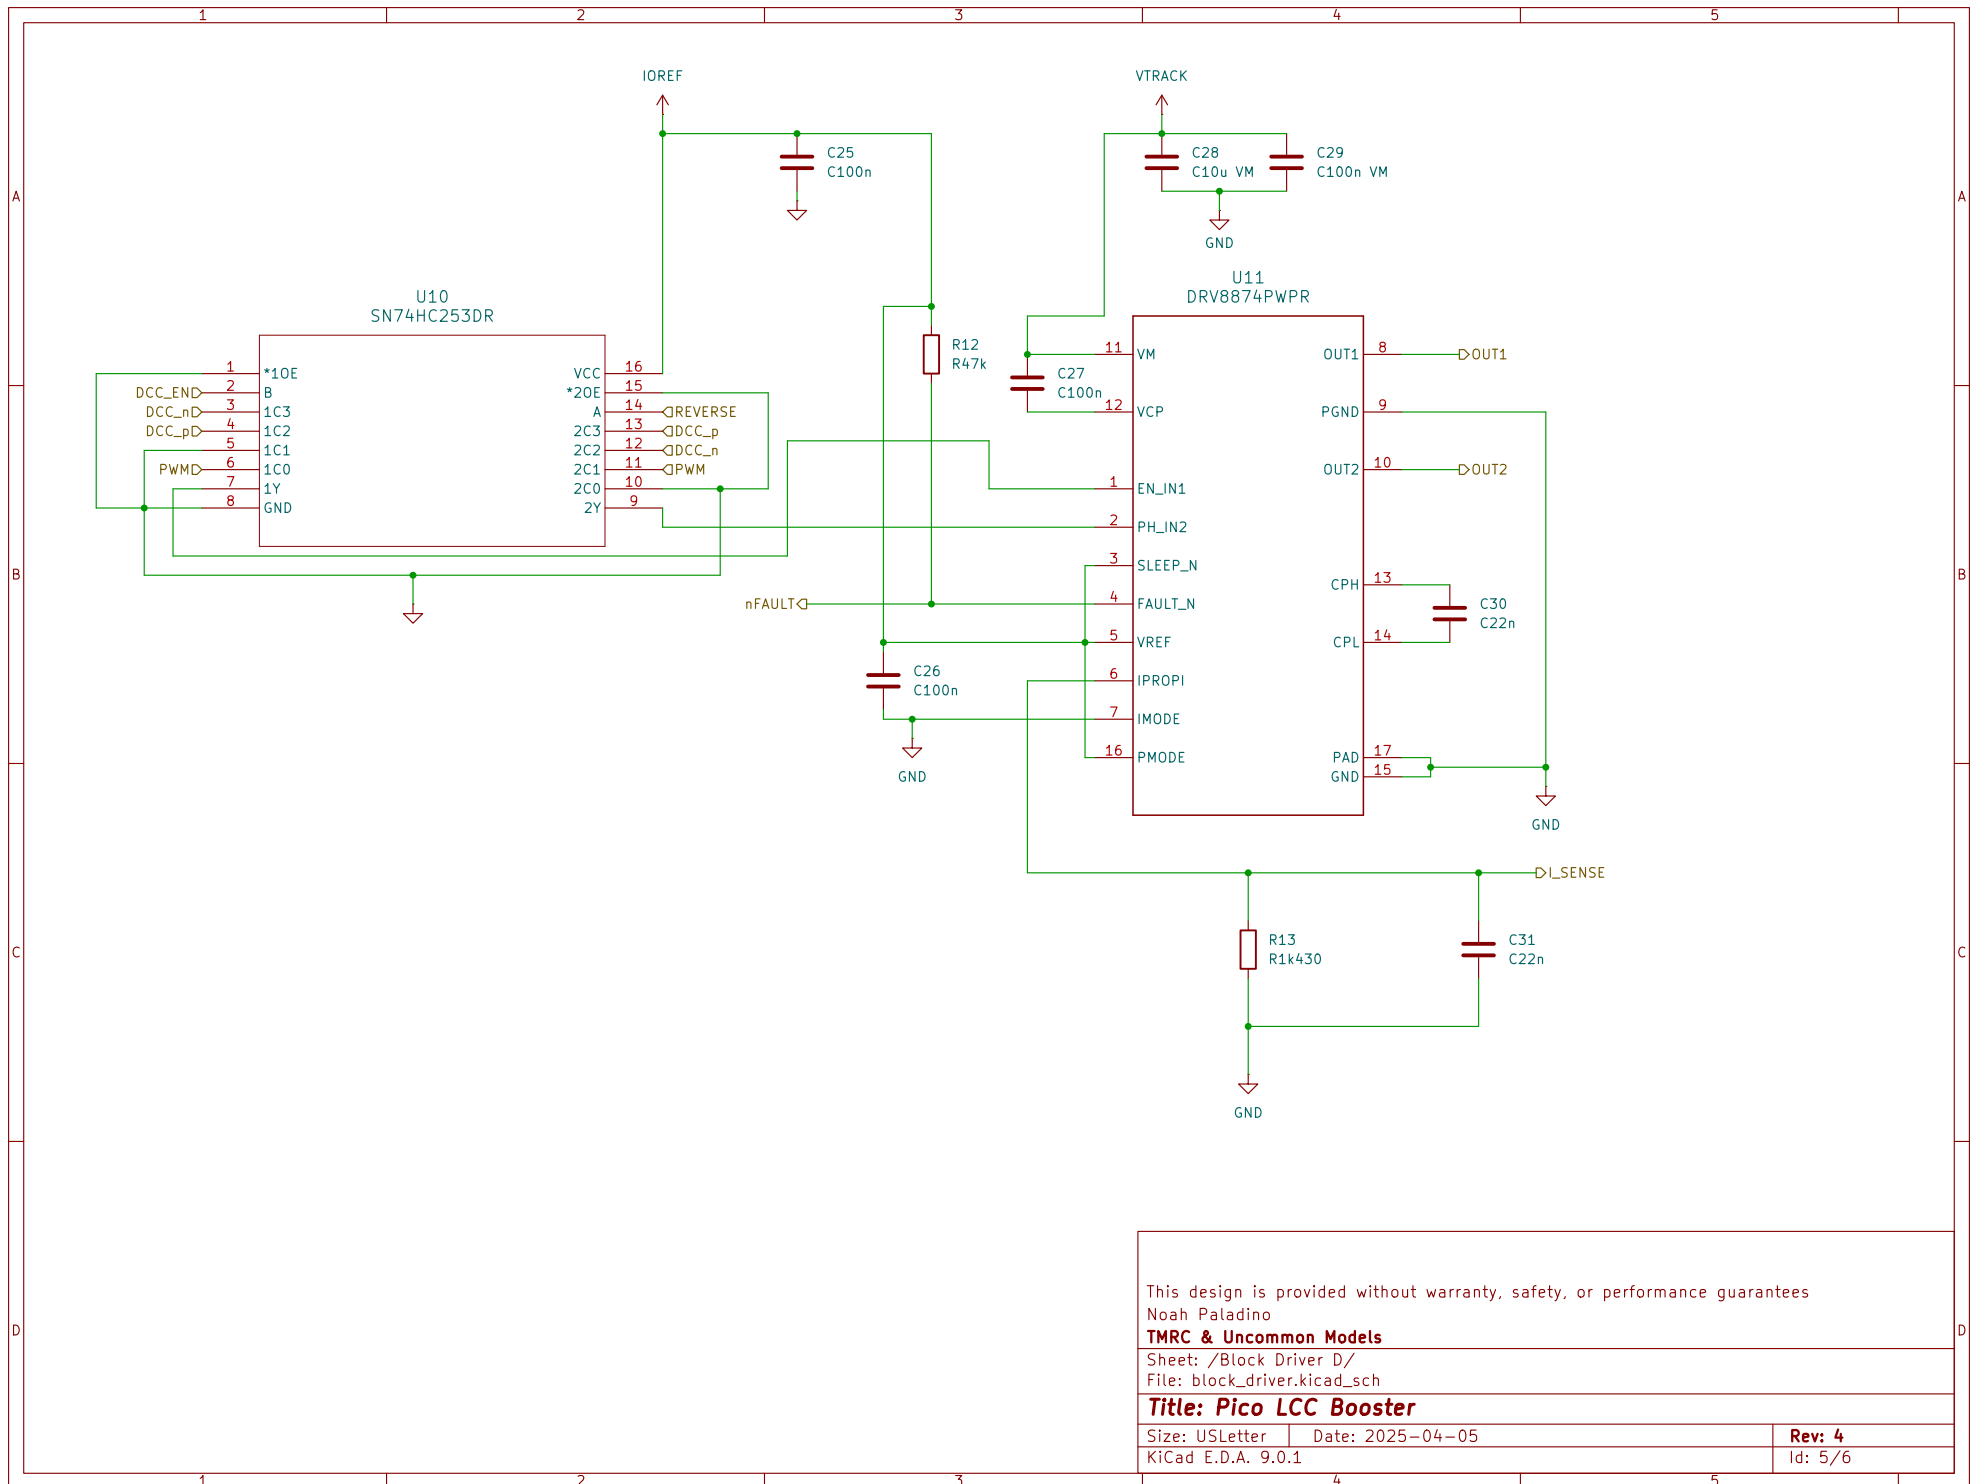 1 2 3 4 5
IOREF
VTRACK
C25
C100n
C28
C10u VM
C29
C100n VM
A
A
GND
U11
DRV8874PWPR
U10
SN74HC253DR
R12
R47k
11 VM
OUT1 8
OUT1
1 *1OE
VCC 16
C27
C100n
DCC_EN 2 B
*2OE 15
DCC_n 3 1C3
A 14 REVERSE
12 VCP
PGND 9
DCC_p 4 1C2
2C3 13 DCC_p
5 1C1
2C2 12 DCC_n
PWM 6 1C0
2C1 11 PWM
OUT2 10
OUT2
7 1Y
2C0 10
1 EN_IN1
8 GND
2Y 9
2 PH_IN2
3 SLEEP_N
B
B
CPH 13
nFAULT
4 FAULT_N
C30
C22n
5 VREF
CPL 14
C26
C100n
6 IPROPI
7 IMODE
16 PMODE
PAD 17
GND
GND 15
GND
I_SENSE
R13
R1k430
C31
C22n
C
C
GND
This design is provided without warranty, safety, or performance guarantees
Noah Paladino
TMRC & Uncommon Models
D
D
Sheet: /Block Driver D/
File: block_driver.kicad_sch
Title: Pico LCC Booster
Size: USLetter Date: 2025-04-05 Rev: 4
KiCad E.D.A. 9.0.1 Id: 5/6
1 2 3 4 5